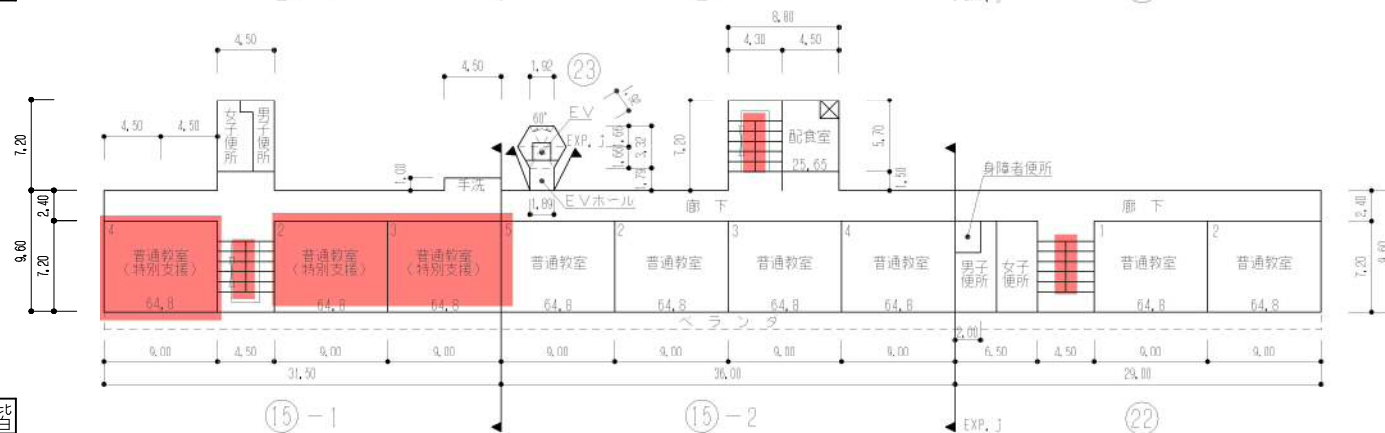 8.80
4.50
4.30
4.50
4.50
1.92
23
60°
EV
EXP. j
1.66
1.66
3.32
1.79
7.20
4.50
4.50
女子便所
男子便所
7.20
配食室
25.65
5.70
1.50
身障者便所
1.00
手洗
EVホール
1.89
廊 下
廊 下
2.40
9.60
7.20
2.40
7.20
4
普通教室
(特別支援)
64.8
2
普通教室
(特別支援)
64.8
3
普通教室
(特別支援)
64.8
5
普通教室
64.8
2
普通教室
64.8
3
普通教室
64.8
4
普通教室
64.8
男子便所
女子便所
1
普通教室
64.8
2
普通教室
64.8
ベランダ
2.00
9.00
4.50
9.00
9.00
9.00
9.00
9.00
9.00
6.50
4.50
9.00
9.00
31.50
36.00
29.00
15-1
15-2
EXP. J
22